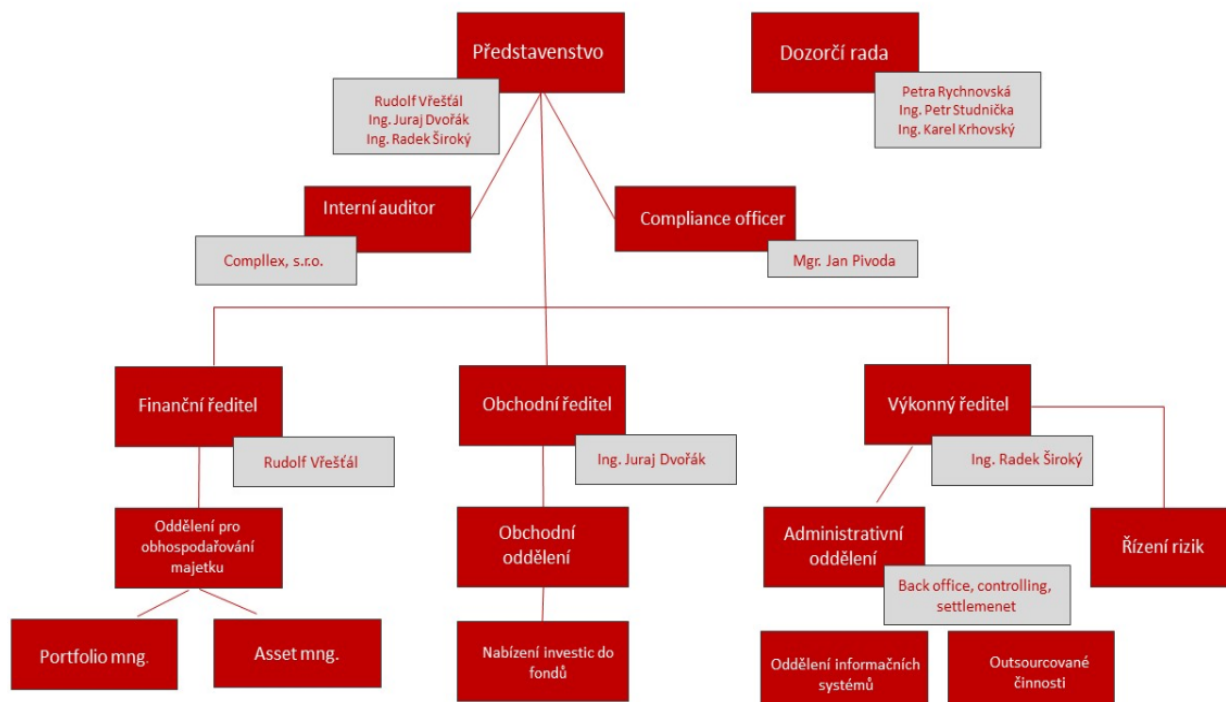 Představenstvo
Rudolf Vřešťál
Ing. Juraj Dvořák
Ing. Radek Široký
Dozorčí rada
Petra Rychnovská
Ing. Petr Studnička
Ing. Karel Krhovský
Interní auditor
Compllex, s.r.o.
Compliance officer
Mgr. Jan Pivoda
Finanční ředitel
Rudolf Vřešťál
Obchodní ředitel
Ing. Juraj Dvořák
Výkonný ředitel
Ing. Radek Široký
Oddělení pro
obhospodařování
majetku
Obchodní
oddělení
Administrativní
oddělení
Back office, controlling,
settlemenet
Řízení rizik
Portfolio mng.
Asset mng.
Nabízení investic do
fondů
Oddělení informačních
systémů
Outsourcované
činnosti